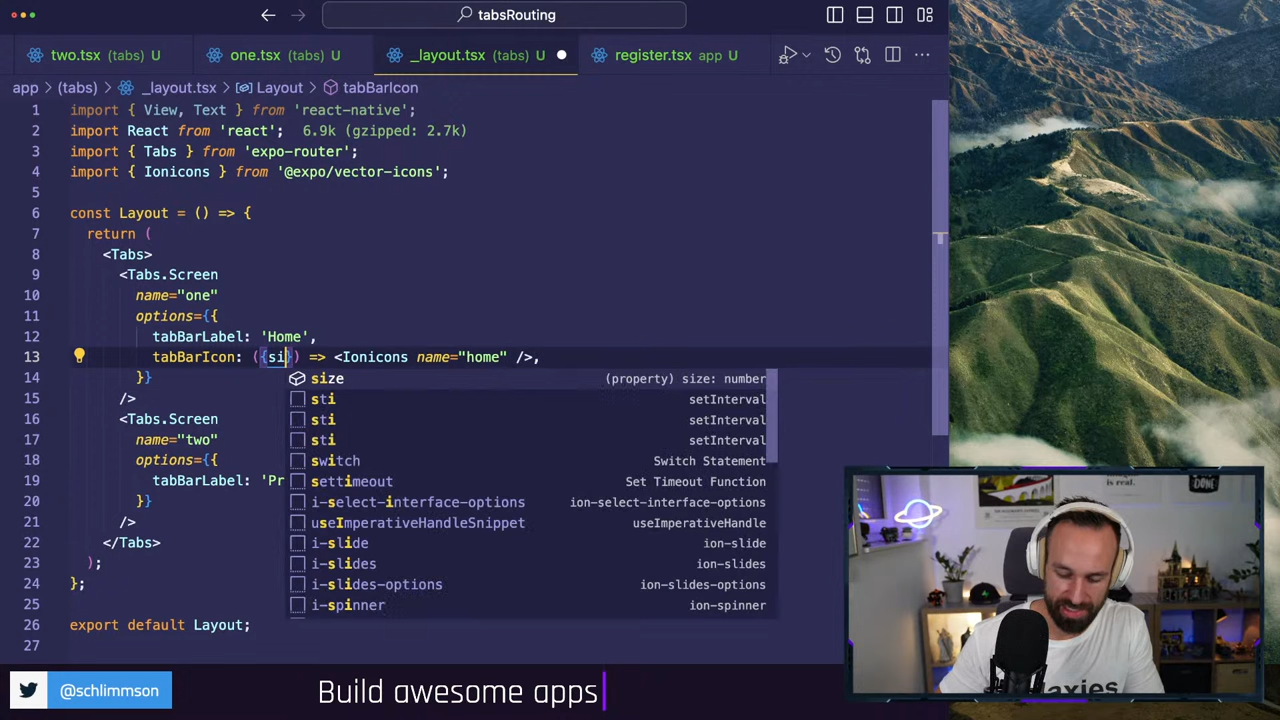 tabsRouting
two.tsx (tabs) U
one.tsx (tabs) U
_layout.tsx (tabs) U
register.tsx app U
app > (tabs) > _layout.tsx > Layout > tabBarIcon
1 import { View, Text } from 'react-native';
2 import React from 'react'; 6.9k (gzipped: 2.7k)
3 import { Tabs } from 'expo-router';
4 import { Ionicons } from '@expo/vector-icons';
5
6 const Layout = () => {
7 return (
8 <Tabs>
9 <Tabs.Screen
10 name="one"
11 options={{
12 tabBarLabel: 'Home',
13 tabBarIcon: ({si}) => <Ionicons name="home" />,
14 }}
15 />
16 <Tabs.Screen
17 name="two"
18 options={{
19 tabBarLabel: 'Pr
20 }}
21 />
22 </Tabs>
23 );
24 };
25
26 export default Layout;
27
size (property) size: number
sti setInterval
sti setInterval
sti setInterval
switch Switch Statement
settimeout Set Timeout Function
i-select-interface-options ion-select-interface-options
useImperativeHandleSnippet useImperativeHandle
i-slide ion-slide
i-slides ion-slides
i-slides-options ion-slides-options
i-spinner ion-spinner
is real.
DONE
@schlimmson
Build awesome apps